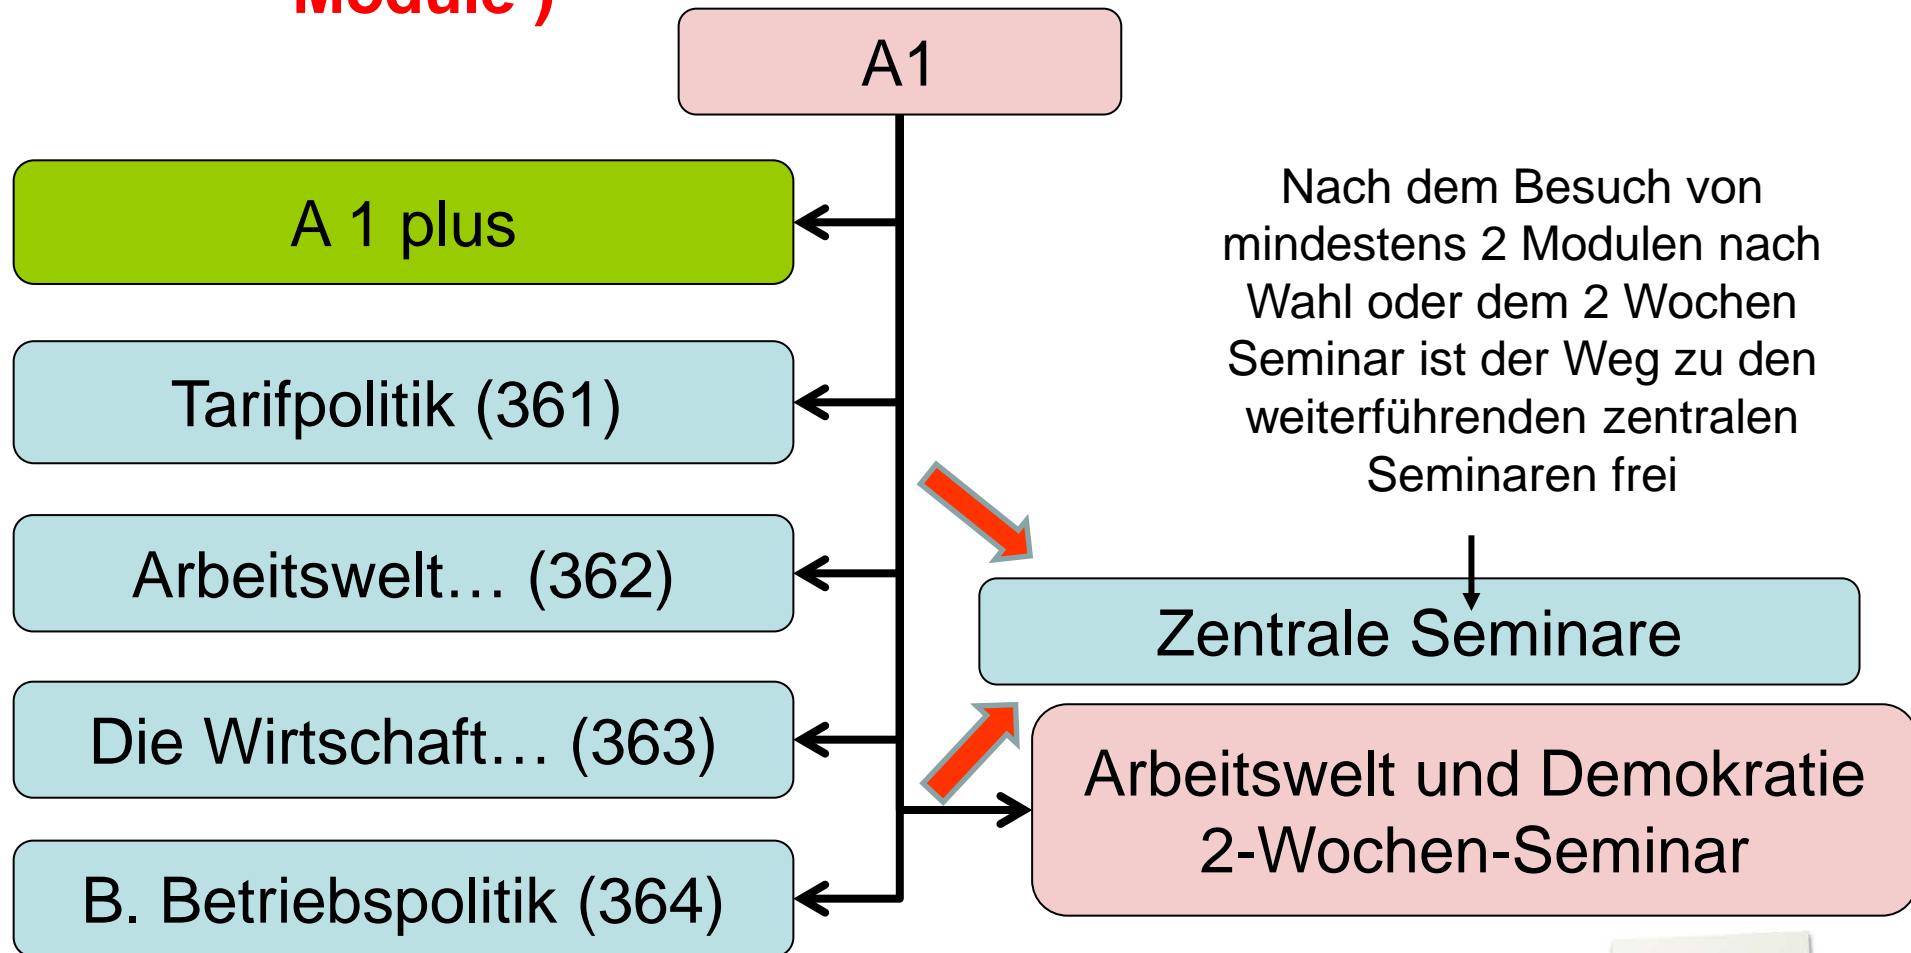 Module )
A1
A 1 plus
Tarifpolitik (361)
Arbeitswelt… (362)
Die Wirtschaft… (363)
B. Betriebspolitik (364)
Nach dem Besuch von
mindestens 2 Modulen nach
Wahl oder dem 2 Wochen
Seminar ist der Weg zu den
weiterführenden zentralen
Seminaren frei
Zentrale Seminare
Arbeitswelt und Demokratie
2-Wochen-Seminar